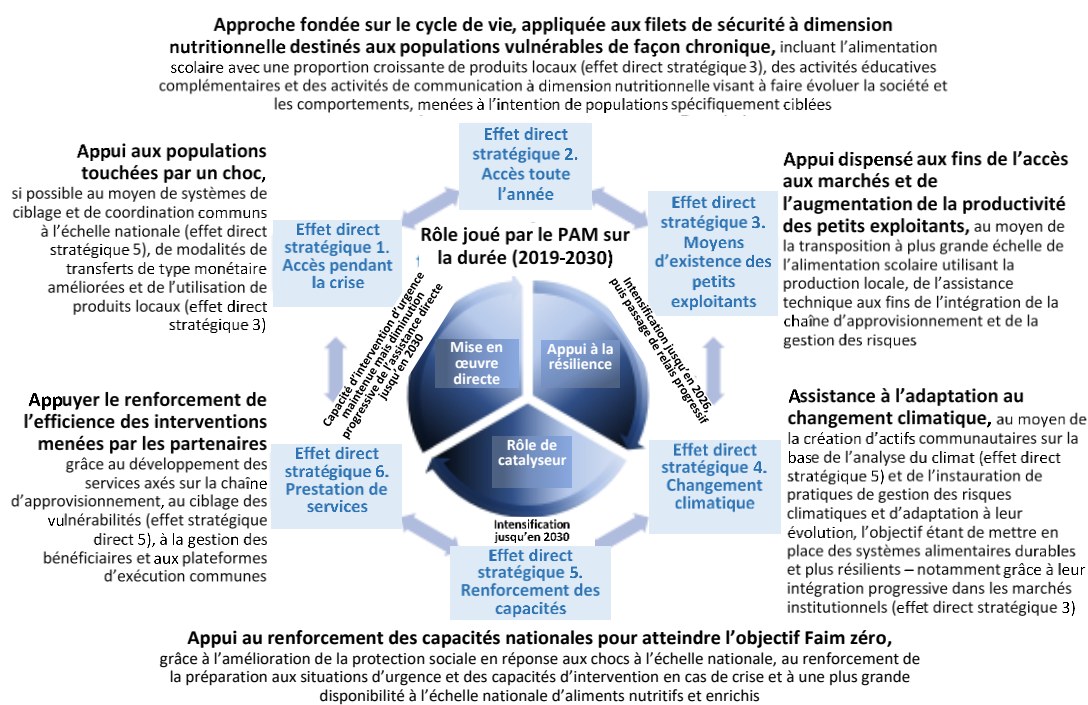 Approche fondée sur le cycle de vie, appliquée aux filets de sécurité à dimension
nutritionnelle destinés aux populations vulnérables de façon chronique, incluant l’alimentation
scolaire avec une proportion croissante de produits locaux (effet direct stratégique 3), des activités éducatives
complémentaires et des activités de communication à dimension nutritionnelle visant à faire évoluer la société et
les comportements, menées à l’intention de populations spécifiquement ciblées
Appui aux populations
touchées par un choc,
si possible au moyen de systèmes de
ciblage et de coordination communs
à l’échelle nationale (effet direct
stratégique 5), de modalités de
transferts de type monétaire
améliorées et de l’utilisation de
produits locaux (effet direct
stratégique 3)
Effet direct
stratégique 1.
Accès pendant
la crise
Effet direct
stratégique 2.
Accès toute
l’année
Effet direct
stratégique 3.
Moyens
d’existence des
petits
exploitants
Appui dispensé aux fins de l’accès
aux marchés et de
l’augmentation de la productivité
des petits exploitants, au moyen de
la transposition à plus grande échelle de
l’alimentation scolaire utilisant la
production locale, de l’assistance
technique aux fins de l’intégration de la
chaîne d’approvisionnement et de la
gestion des risques
Rôle joué par le PAM sur
la durée (2019-2030)
Capacité d’intervention d’urgence
maintenue mais diminution
progressive de l’assistance directe
jusqu’en 2030
Mise en
œuvre
directe
Appui à la
résilience
Rôle de
catalyseur
Intensification jusqu’en 2026,
puis passage de relais progressif
Intensification
jusqu’en 2030
Appuyer le renforcement de
l’efficience des interventions
menées par les partenaires
grâce au développement des
services axés sur la chaîne
d’approvisionnement, au ciblage des
vulnérabilités (effet stratégique
direct 5), à la gestion des
bénéficiaires et aux plateformes
d’exécution communes
Effet direct
stratégique 6.
Prestation de
services
Effet direct
stratégique 5.
Renforcement des
capacités
Effet direct
stratégique 4.
Changement
climatique
Assistance à l’adaptation au
changement climatique, au moyen de
la création d’actifs communautaires sur la
base de l’analyse du climat (effet direct
stratégique 5) et de l’instauration de
pratiques de gestion des risques
climatiques et d’adaptation à leur
évolution, l’objectif étant de mettre en
place des systèmes alimentaires durables
et plus résilients – notamment grâce à leur
intégration progressive dans les marchés
institutionnels (effet direct stratégique 3)
Appui au renforcement des capacités nationales pour atteindre l’objectif Faim zéro,
grâce à l’amélioration de la protection sociale en réponse aux chocs à l’échelle nationale, au renforcement de
la préparation aux situations d’urgence et des capacités d’intervention en cas de crise et à une plus grande
disponibilité à l’échelle nationale d’aliments nutritifs et enrichis